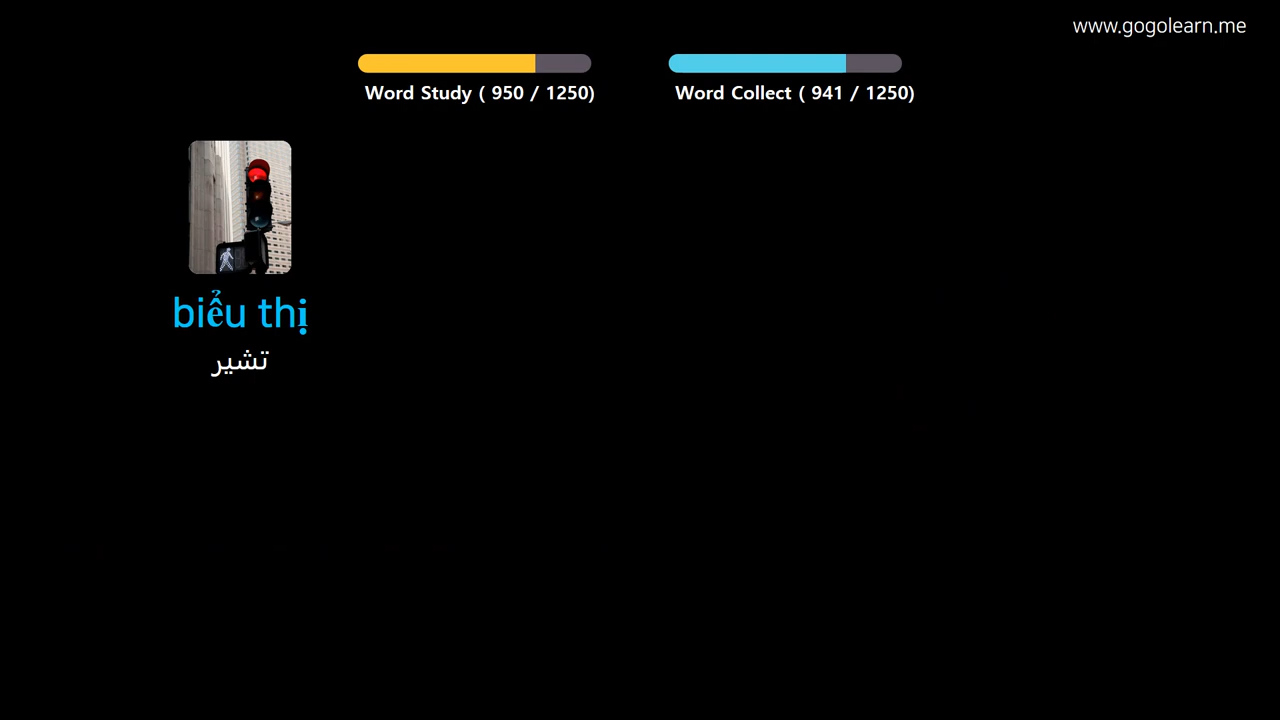 www.gogolearn.me
Word Study ( 950 / 1250)
Word Collect ( 941 / 1250)
biểu thị
تشير